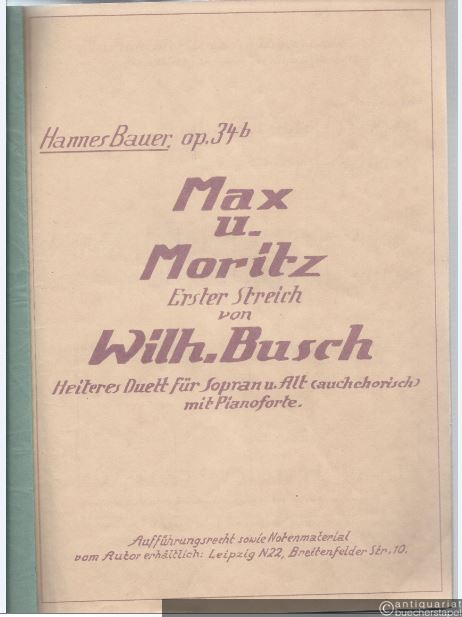 Hannes Bauer, op. 34b
Max
u.
Moritz
Erster Streich
von
Wilh. Busch
Heiteres Duett für Sopran u. Alt (auch chorisch)
mit Pianoforte.
Aufführungsrecht sowie Notenmaterial
vom Autor erhältlich: Leipzig N22, Breitenfelder Str. 10.
antiquariat
buecherstapel